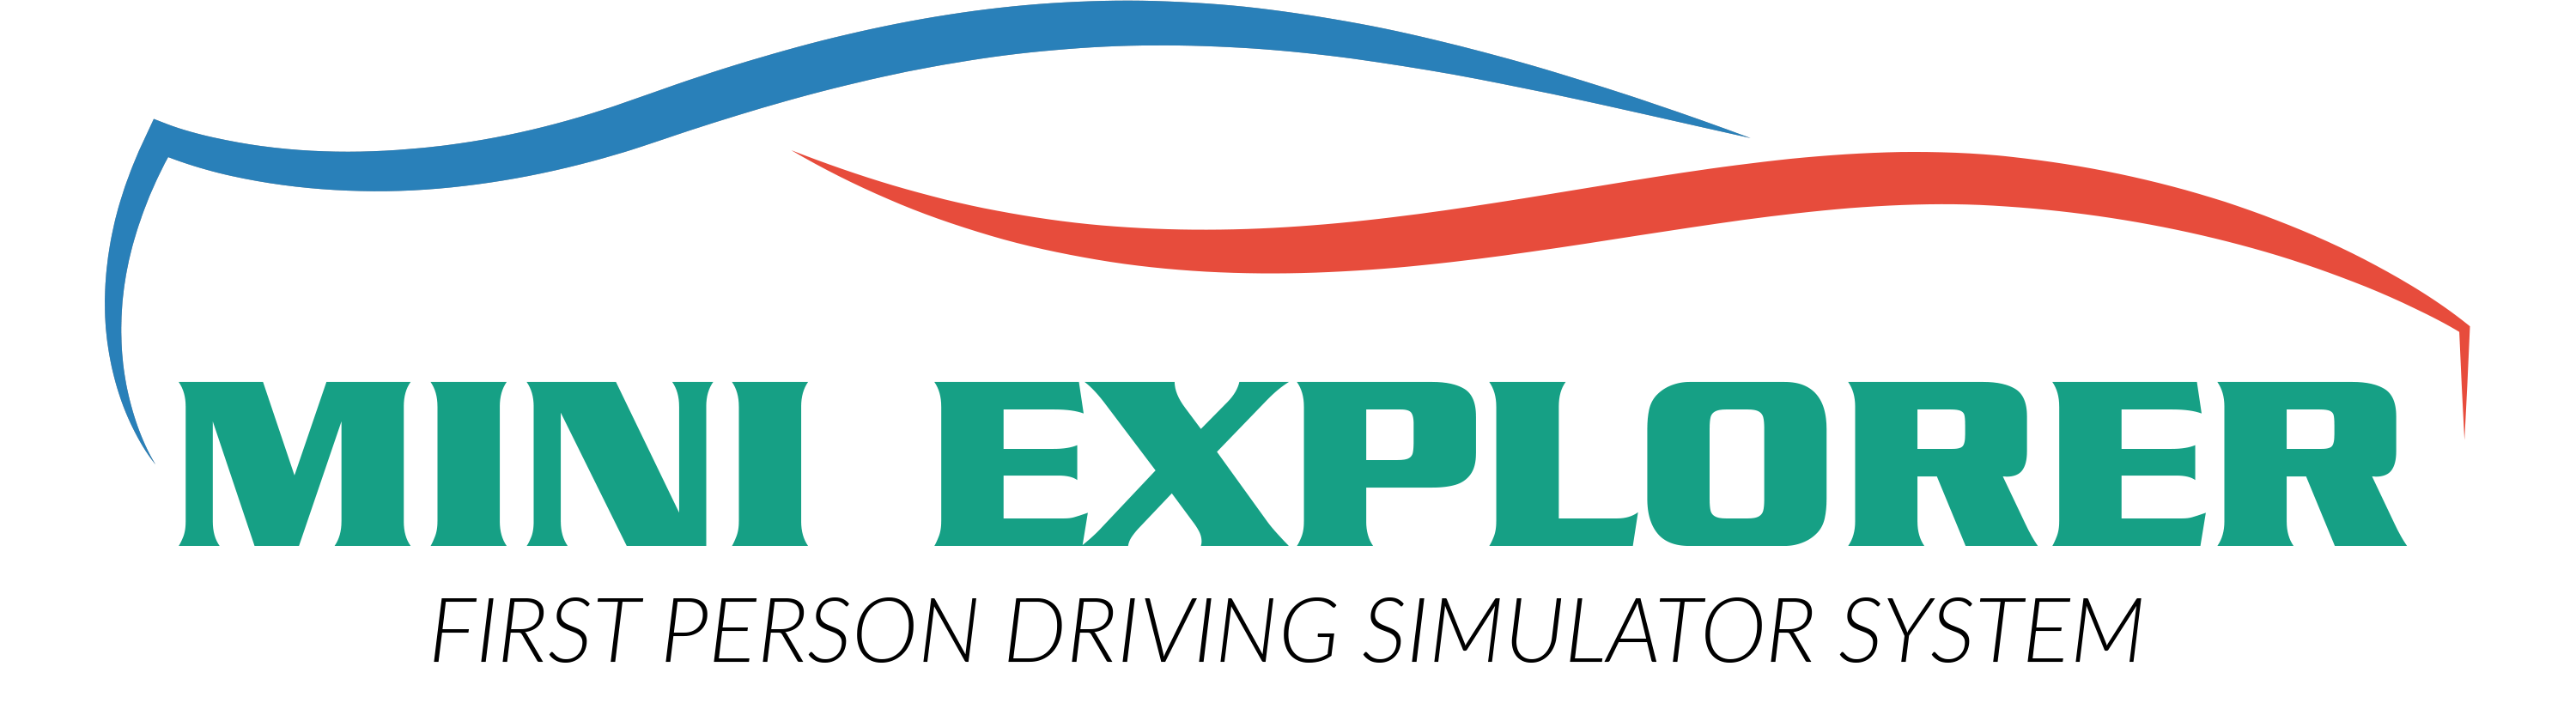 MINI EXPLORER
FIRST PERSON DRIVING SIMULATOR SYSTEM